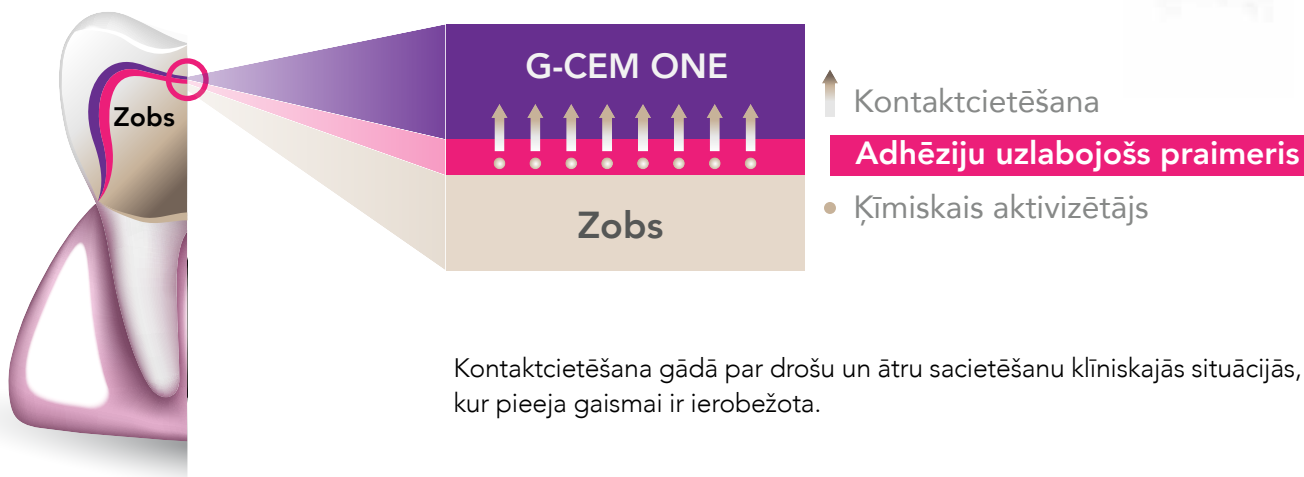 Zobs
G-CEM ONE
Zobs
Kontaktcietēšana
Adhēziju uzlabojošs praimeris
Ķīmiskais aktivizētājs
Kontaktcietēšana gādā par drošu un ātru sacietēšanu klīniskajās situācijās,
kur pieeja gaismai ir ierobežota.